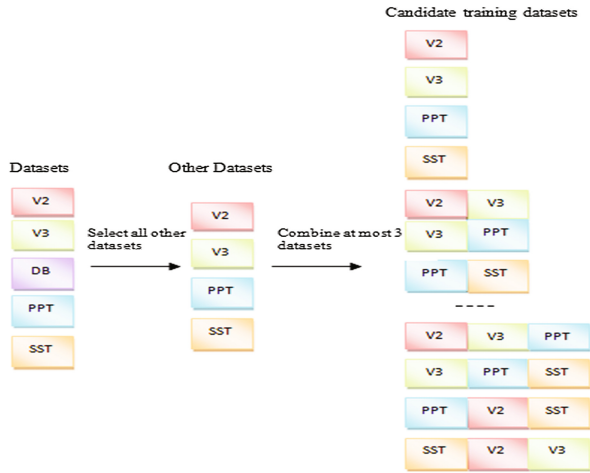 Candidate training datasets
V2
V3
PPT
SST
V2 V3
V3 PPT
PPT SST
----
V2 V3 PPT
V3 PPT SST
PPT V2 SST
SST V2 V3
Datasets
V2
V3
DB
PPT
SST
Select all other
datasets
Other Datasets
V2
V3
PPT
SST
Combine at most 3
datasets